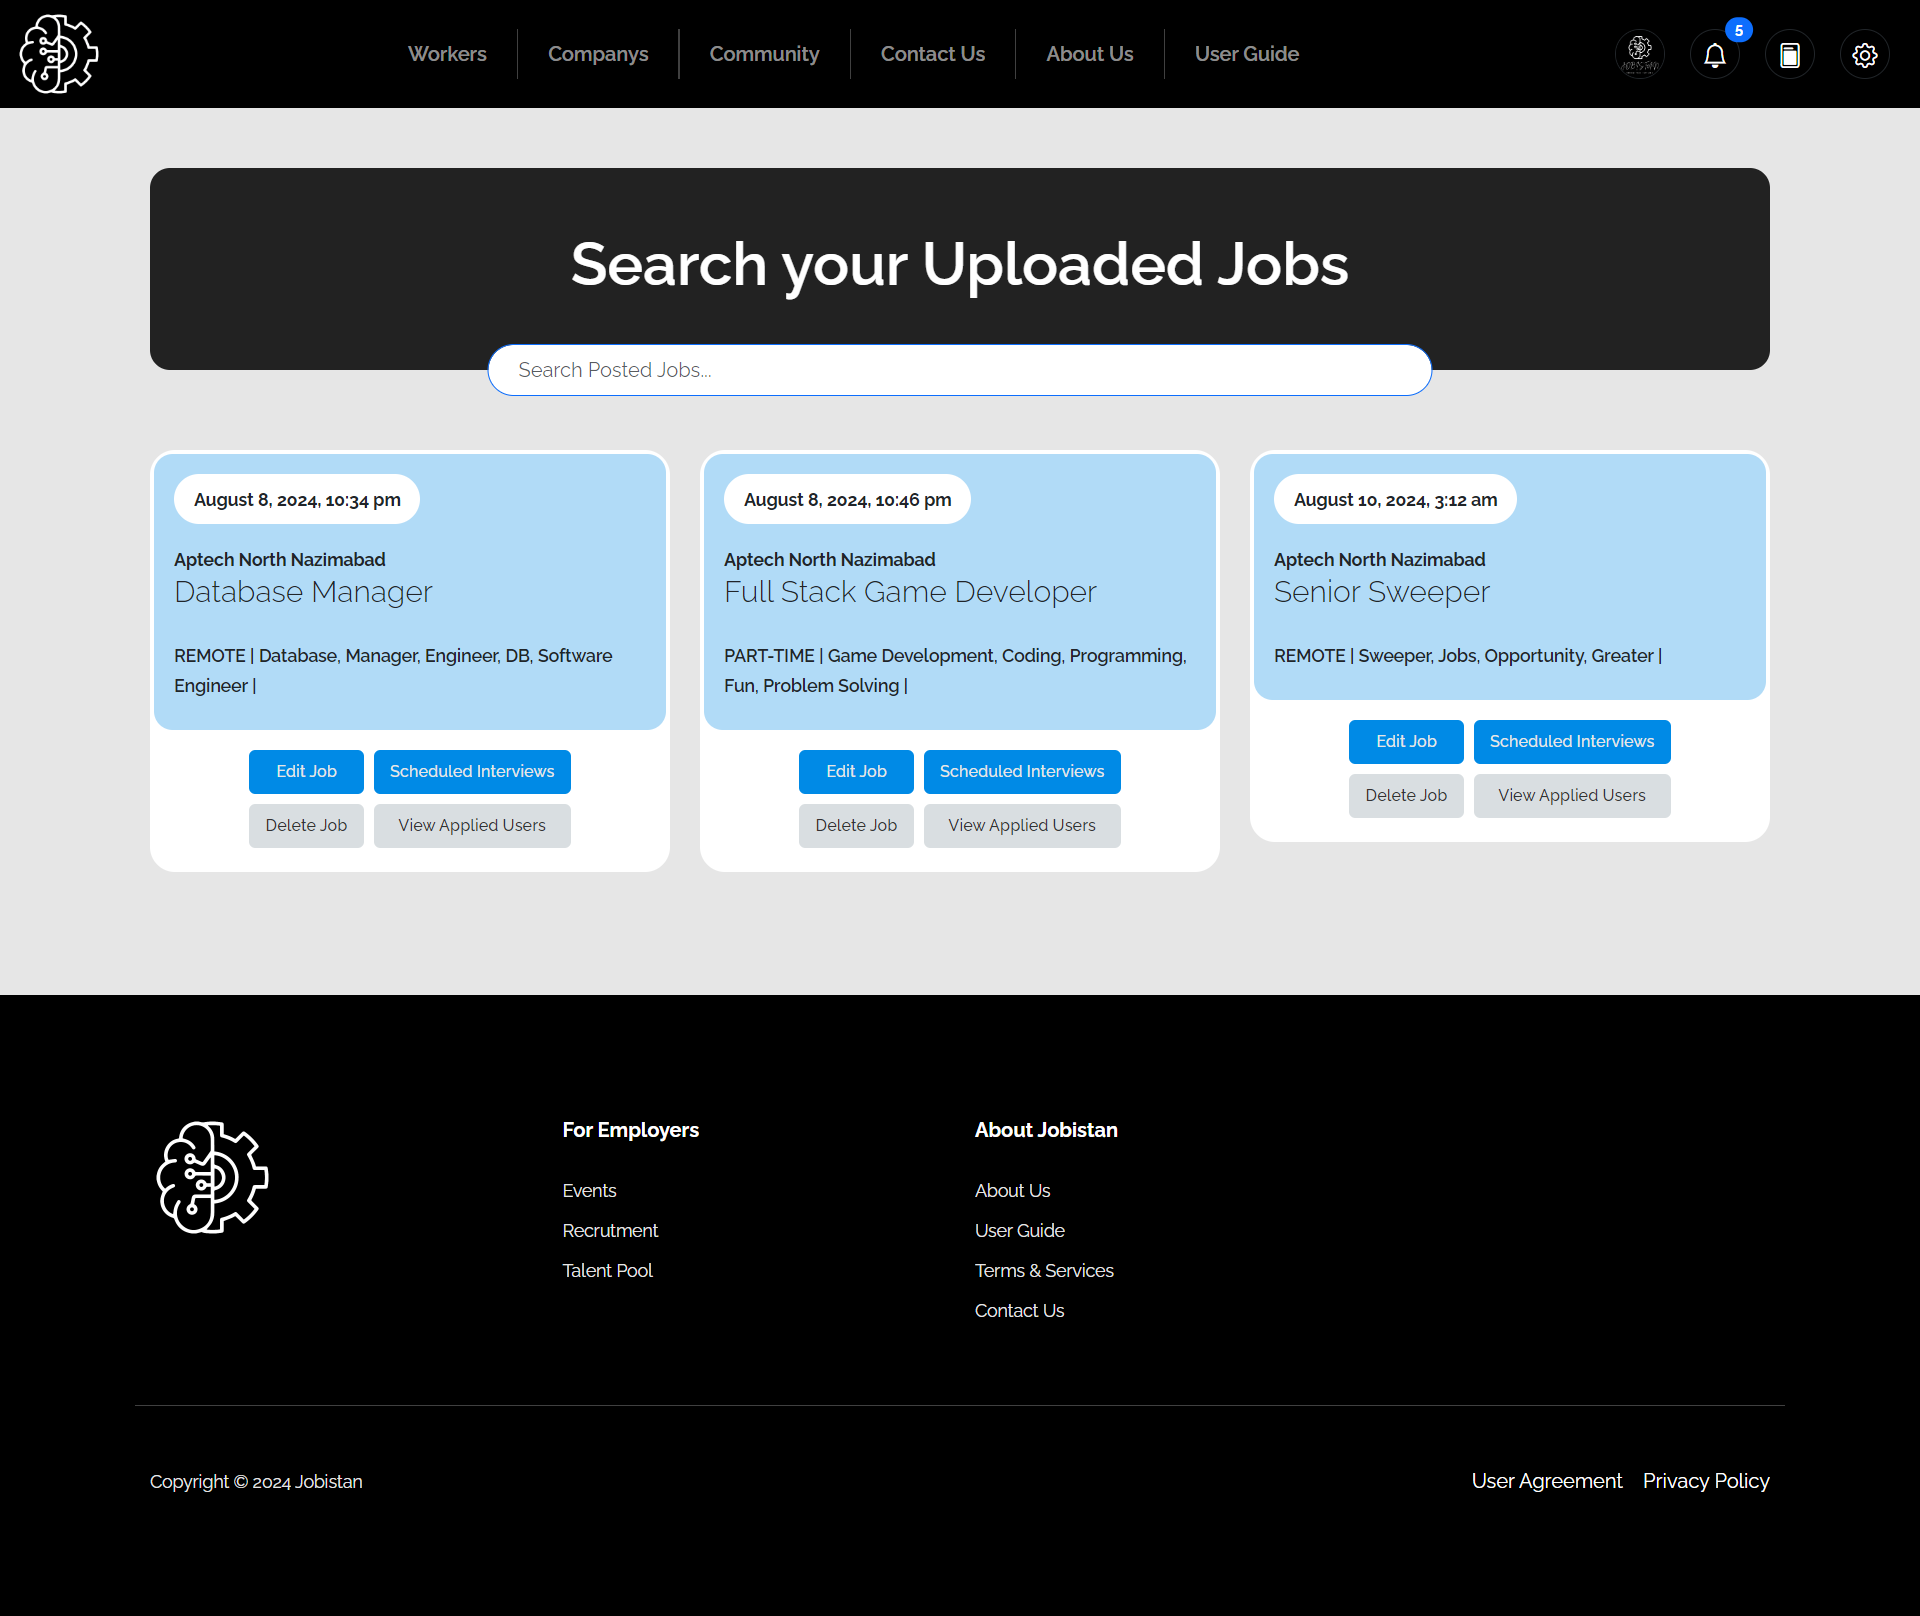 Workers
Companys
Community
Contact Us
About Us
User Guide
JOBISTAN
5
Search your Uploaded Jobs
Search Posted Jobs...
August 8, 2024, 10:34 pm
Aptech North Nazimabad
Database Manager
REMOTE | Database, Manager, Engineer, DB, Software
Engineer |
Edit Job
Scheduled Interviews
Delete Job
View Applied Users
August 8, 2024, 10:46 pm
Aptech North Nazimabad
Full Stack Game Developer
PART-TIME | Game Development, Coding, Programming,
Fun, Problem Solving |
Edit Job
Scheduled Interviews
Delete Job
View Applied Users
August 10, 2024, 3:12 am
Aptech North Nazimabad
Senior Sweeper
REMOTE | Sweeper, Jobs, Opportunity, Greater |
Edit Job
Scheduled Interviews
Delete Job
View Applied Users
For Employers
Events
Recrutment
Talent Pool
About Jobistan
About Us
User Guide
Terms & Services
Contact Us
Copyright © 2024 Jobistan
User Agreement
Privacy Policy